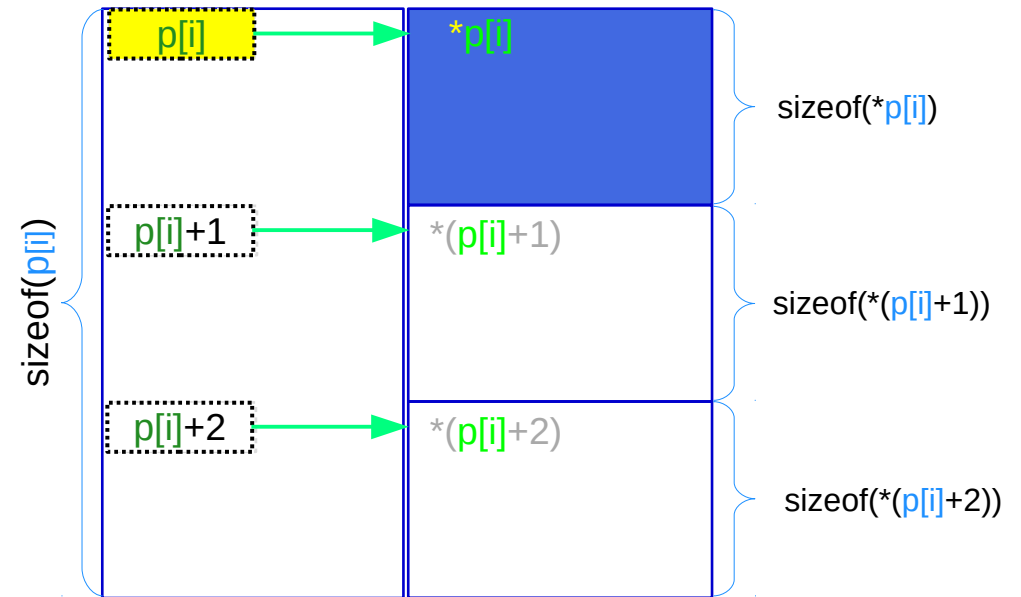 p[i]
*p[i]
sizeof(*p[i])
sizeof(p[i])
p[i]+1
*(p[i]+1)
sizeof(*(p[i]+1))
p[i]+2
*(p[i]+2)
sizeof(*(p[i]+2))